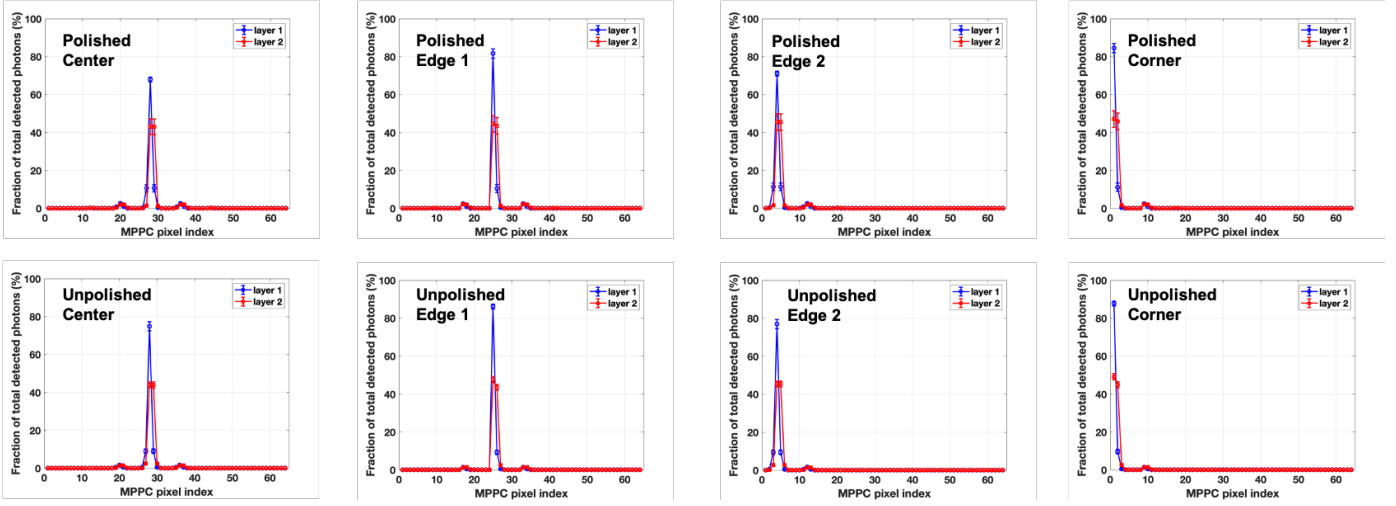 Fraction of total detected photons (%)
100
80
60
40
20
0
Polished
Center
layer 1
layer 2
0 10 20 30 40 50 60
MPPC pixel index
Fraction of total detected photons (%)
100
80
60
40
20
0
Polished
Edge 1
layer 1
layer 2
0 10 20 30 40 50 60
MPPC pixel index
Fraction of total detected photons (%)
100
80
60
40
20
0
Polished
Edge 2
layer 1
layer 2
0 10 20 30 40 50 60
MPPC pixel index
Fraction of total detected photons (%)
100
80
60
40
20
0
Polished
Corner
layer 1
layer 2
0 10 20 30 40 50 60
MPPC pixel index
Fraction of total detected photons (%)
100
80
60
40
20
0
Unpolished
Center
layer 1
layer 2
0 10 20 30 40 50 60
MPPC pixel index
Fraction of total detected photons (%)
100
80
60
40
20
0
Unpolished
Edge 1
layer 1
layer 2
0 10 20 30 40 50 60
MPPC pixel index
Fraction of total detected photons (%)
100
80
60
40
20
0
Unpolished
Edge 2
layer 1
layer 2
0 10 20 30 40 50 60
MPPC pixel index
Fraction of total detected photons (%)
100
80
60
40
20
0
Unpolished
Corner
layer 1
layer 2
0 10 20 30 40 50 60
MPPC pixel index